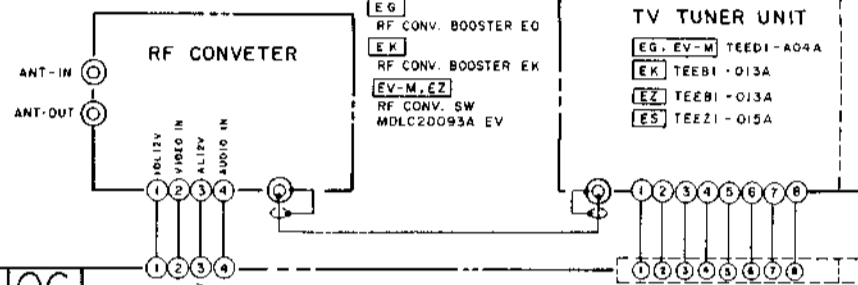 EG
RF CONV. BOOSTER EO
EK
RF CONV. BOOSTER EK
EV-M, EZ
RF CONV. SW
MDLC20093A EV
RF CONVETER
ANT-IN
ANT-OUT
VIDEO IN
AL12V
AUDIO IN
1 2 3 4
1 2 3 4
TV TUNER UNIT
EG, EV-M TEED1-A04A
EK TEEB1-013A
EZ TEEB1-013A
ES TEEZ1-015A
1 2 3 4 5 6 7 8
1 2 3 4 5 6 7 8